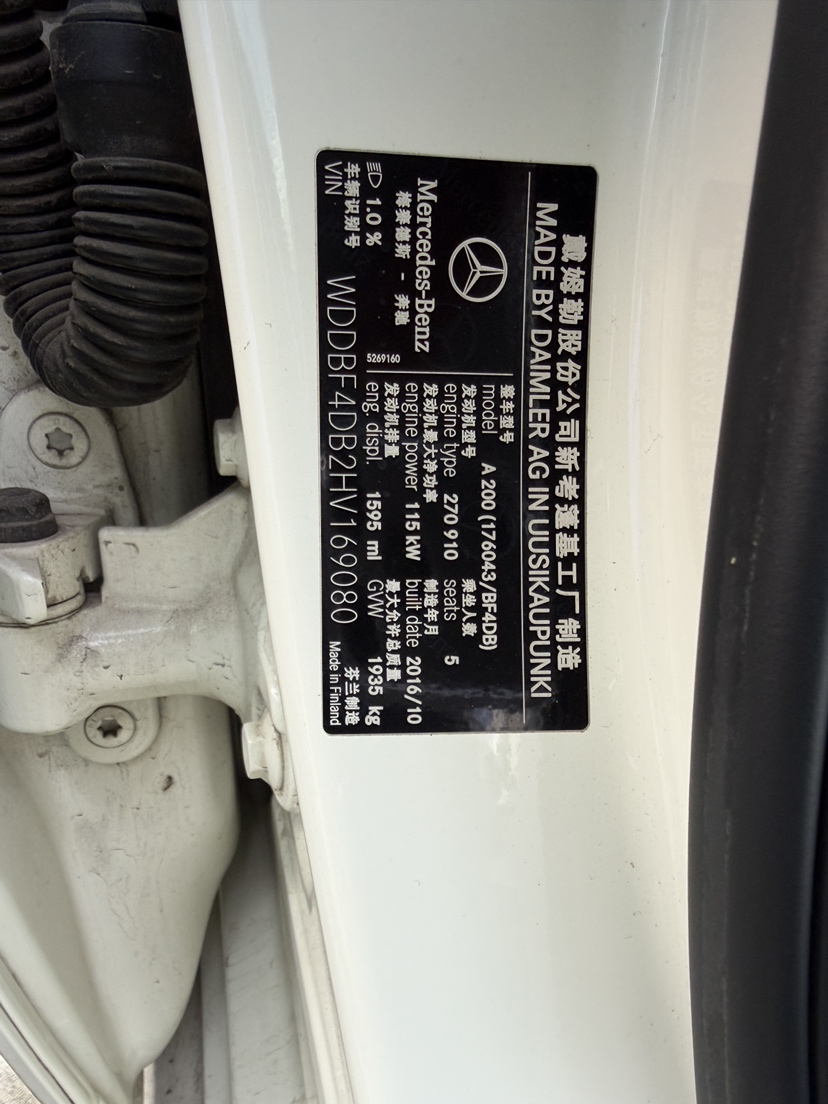 戴姆勒股份公司新考蓬基工厂制造
MADE BY DAIMLER AG IN UUSIKAUPUNKI
Mercedes-Benz
梅赛德斯 - 奔驰
1.0 %
5269160
整车型号
model A 200 (176043/BF4DB)
发动机型号 乘坐人数
engine type 270 910 seats 5
发动机最大净功率 制造年月
engine power 115 kW built date 2016/10
发动机排量 最大允许总质量
eng. displ. 1595 ml GVW 1935 kg
车辆识别号 芬兰制造
VIN WDDBF4DB2HV169080 Made in Finland